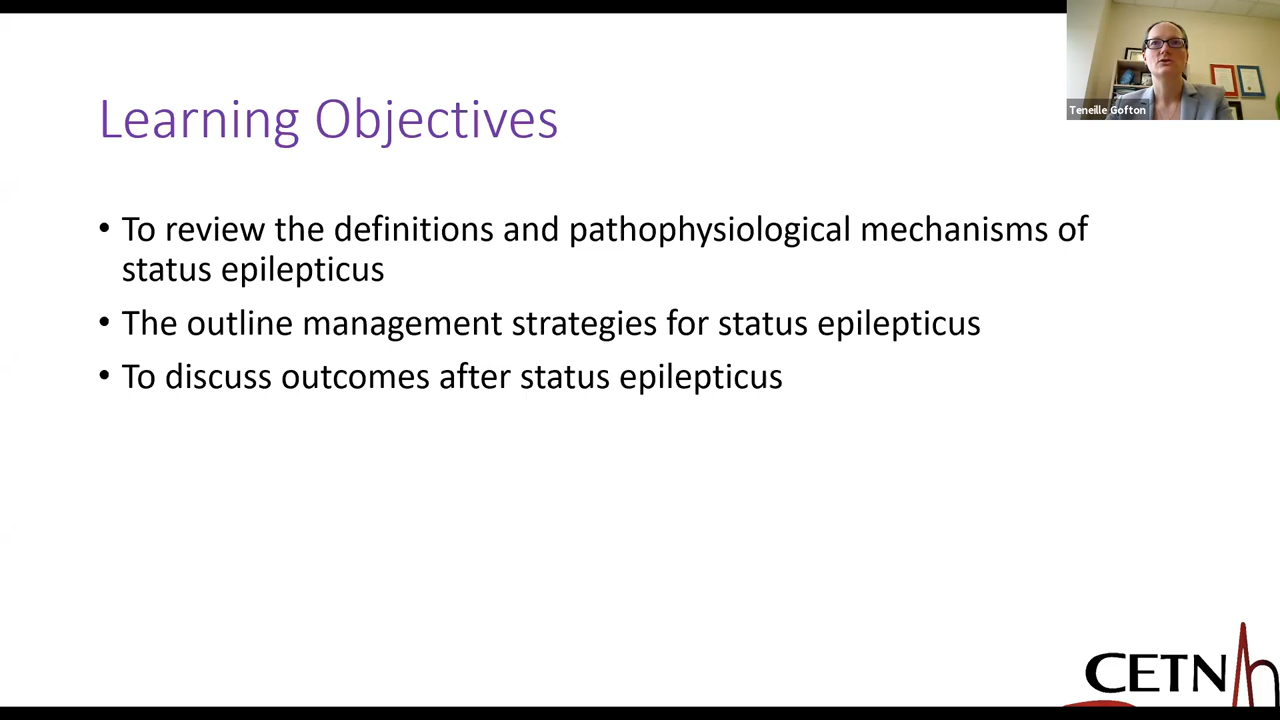 Teneille Gofton
Learning Objectives
• To review the definitions and pathophysiological mechanisms of
status epilepticus
• The outline management strategies for status epilepticus
• To discuss outcomes after status epilepticus
CETN